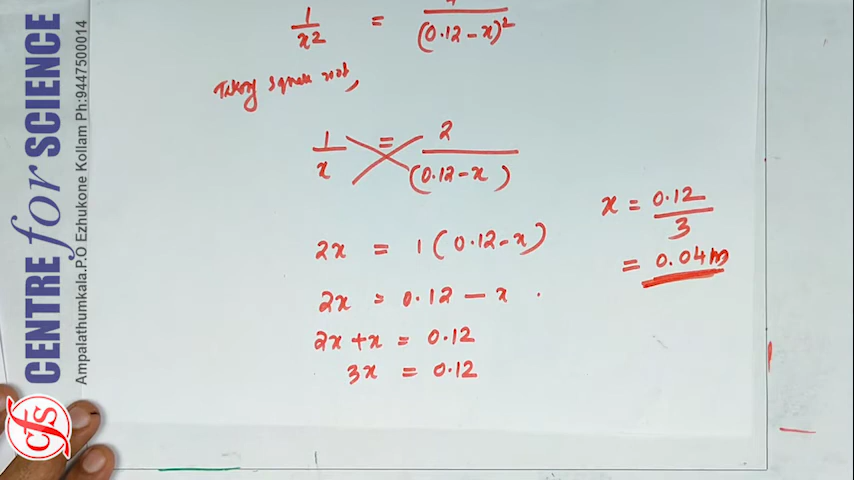 1/x² = /(0.12 - x)²
Taking square root,
1/x = 2/(0.12 - x)
2x = 1(0.12 - x)
2x = 0.12 - x
2x + x = 0.12
3x = 0.12
x = 0.12/3
= 0.04m
CENTRE for SCIENCE
Ampalathumkala.P.O Ezhukone Kollam Ph:9447500014
cfs